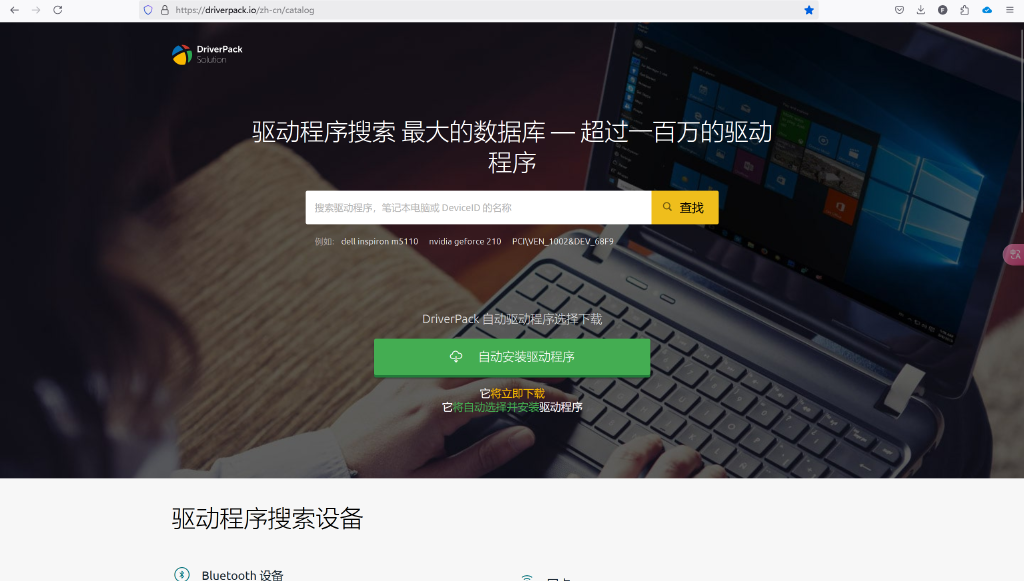 https://driverpack.io/zh-cn/catalog
DriverPack
Solution
驱动程序搜索 最大的数据库 — 超过一百万的驱动
程序
搜索驱动程序，笔记本电脑或 DeviceID 的名称
查找
例如: dell inspiron m5110 nvidia geforce 210 PCI\VEN_1002&DEV_68F9
DriverPack 自动驱动程序选择下载
自动安装驱动程序
它将立即下载
它将自动选择并安装驱动程序
驱动程序搜索设备
Bluetooth 设备